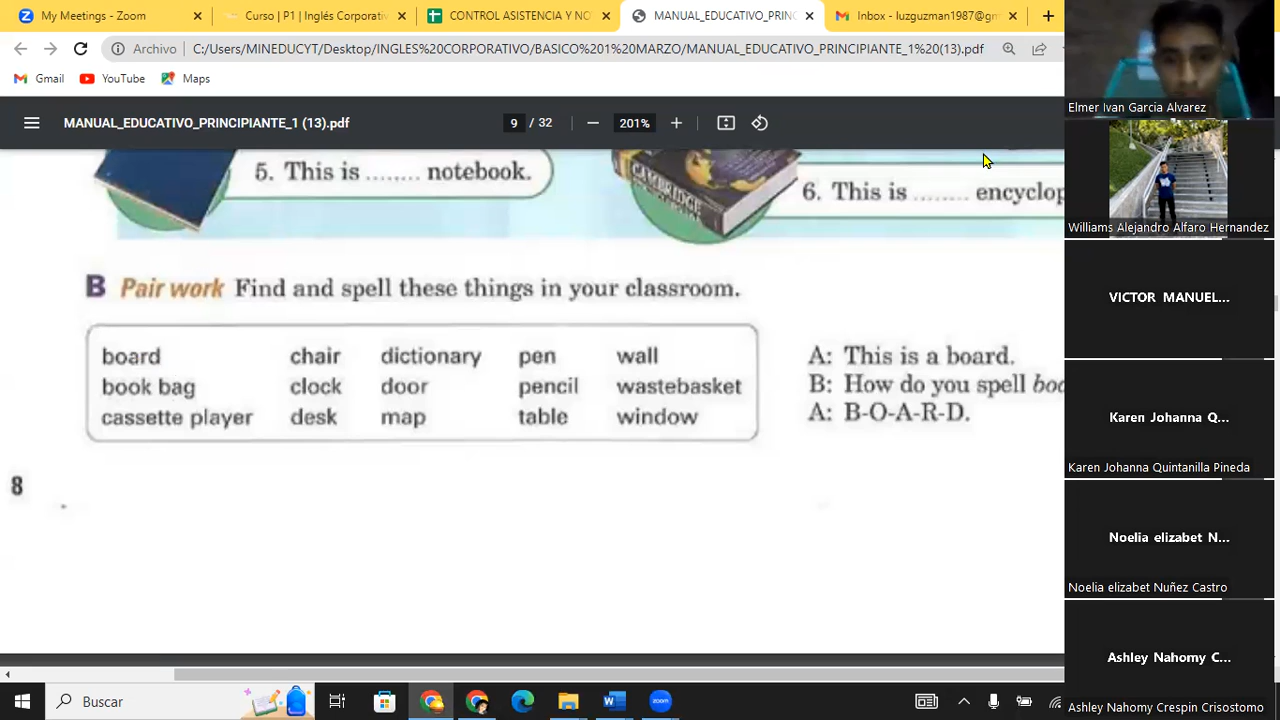 My Meetings - Zoom
Curso | P1 | Inglés Corporativ
CONTROL ASISTENCIA Y NO
MANUAL_EDUCATIVO_PRINC
Inbox - luzguzman1987@gm
Archivo C:/Users/MINEDUCYT/Desktop/INGLES%20CORPORATIVO/BASICO%201%20MARZO/MANUAL_EDUCATIVO_PRINCIPIANTE_1%20(13).pdf
Gmail YouTube Maps
MANUAL_EDUCATIVO_PRINCIPIANTE_1 (13).pdf 9 / 32 201%
5. This is ........ notebook.
CAMBRIDGE
6. This is ........ encyclop
B Pair work Find and spell these things in your classroom.
board chair dictionary pen wall
book bag clock door pencil wastebasket
cassette player desk map table window
A: This is a board.
B: How do you spell boa
A: B-O-A-R-D.
8
Elmer Ivan García Alvarez
Williams Alejandro Alfaro Hernandez
VICTOR MANUEL...
Karen Johanna Q...
Karen Johanna Quintanilla Pineda
Noelia elizabet N...
Noelia elizabet Nuñez Castro
Ashley Nahomy C...
Ashley Nahomy Crespin Crisostomo
Buscar
zoom